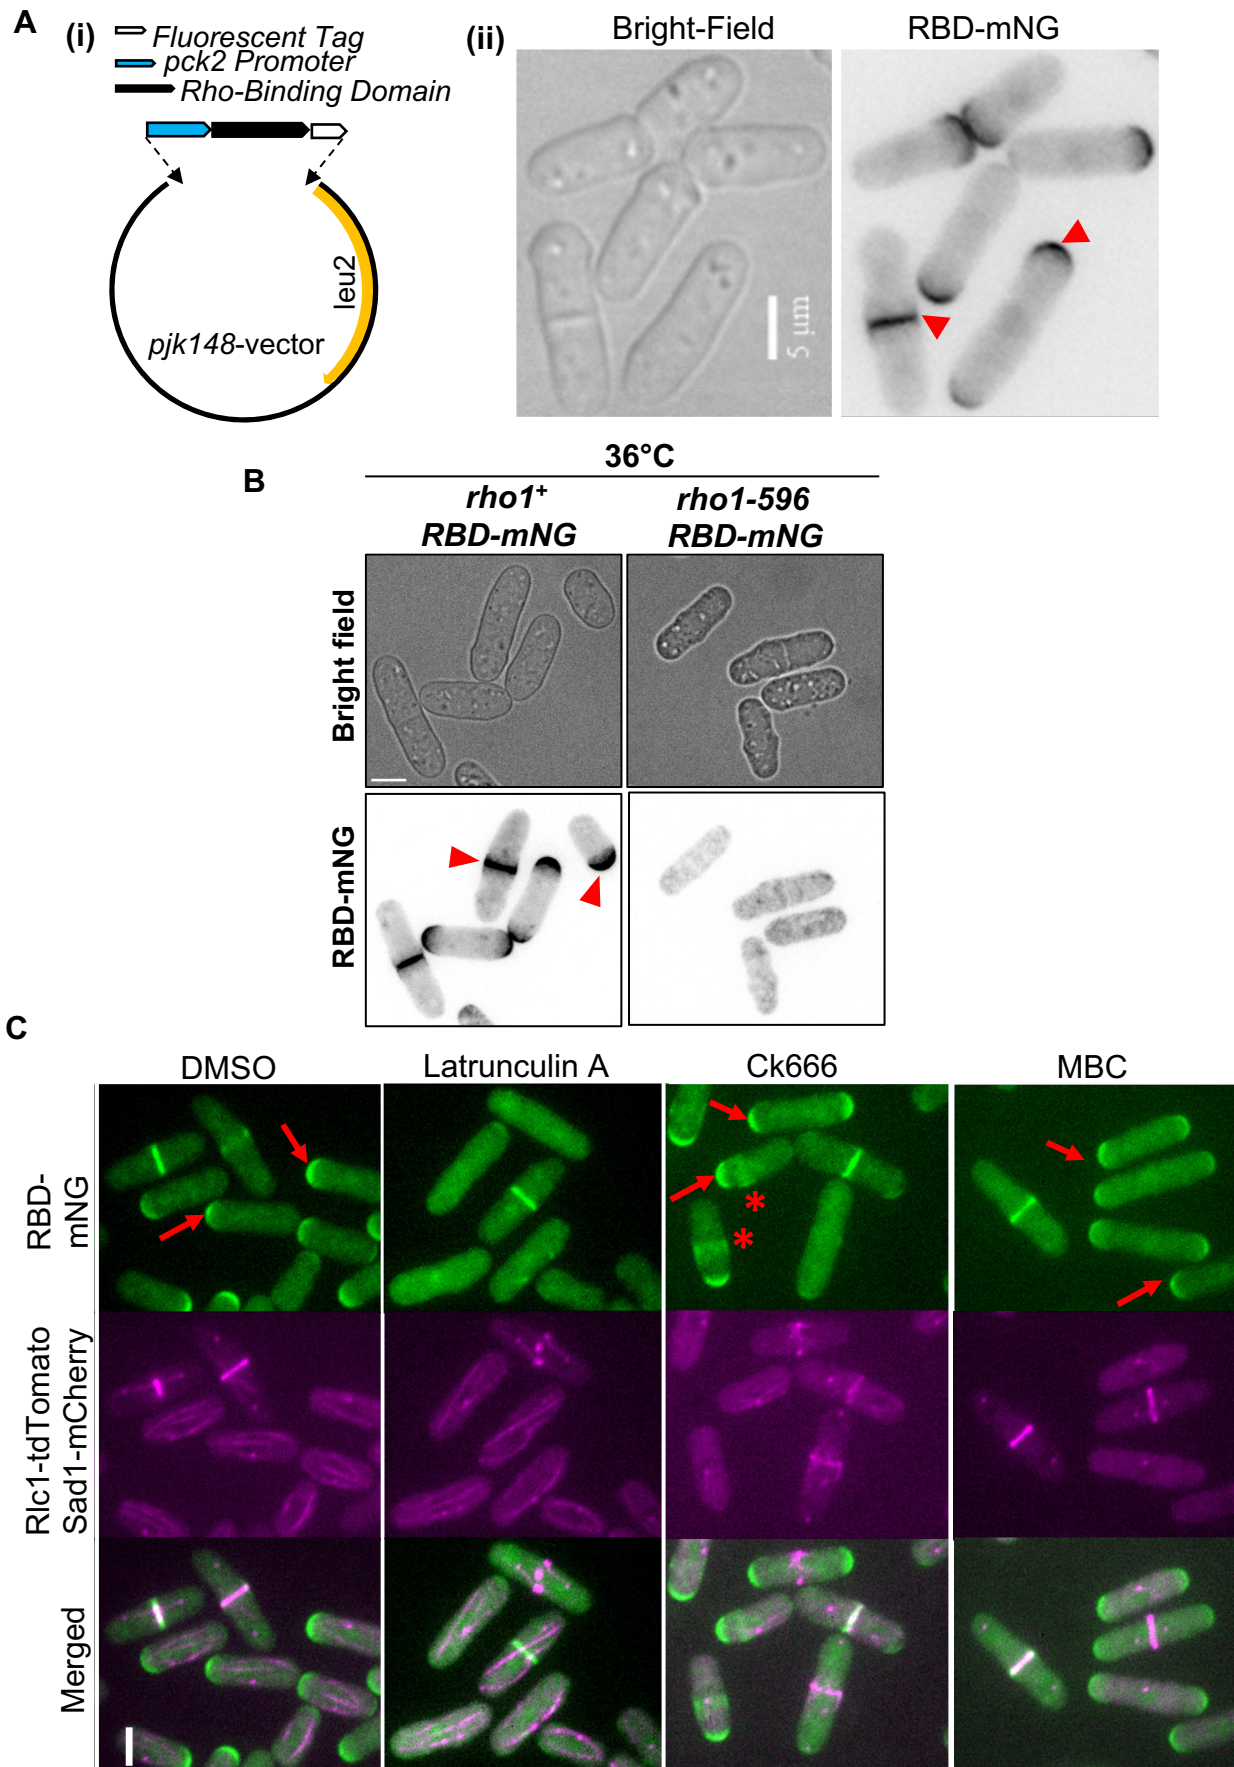 A
(i)
Fluorescent Tag
pck2 Promoter
Rho-Binding Domain
leu2
pjk148-vector
(ii)
Bright-Field
RBD-mNG
5 µm
B
36°C
rho1+
RBD-mNG
rho1-596
RBD-mNG
Bright field
RBD-mNG
C
DMSO
Latrunculin A
Ck666
MBC
RBD-
mNG
*
*
Rlc1-tdTomato
Sad1-mCherry
Merged